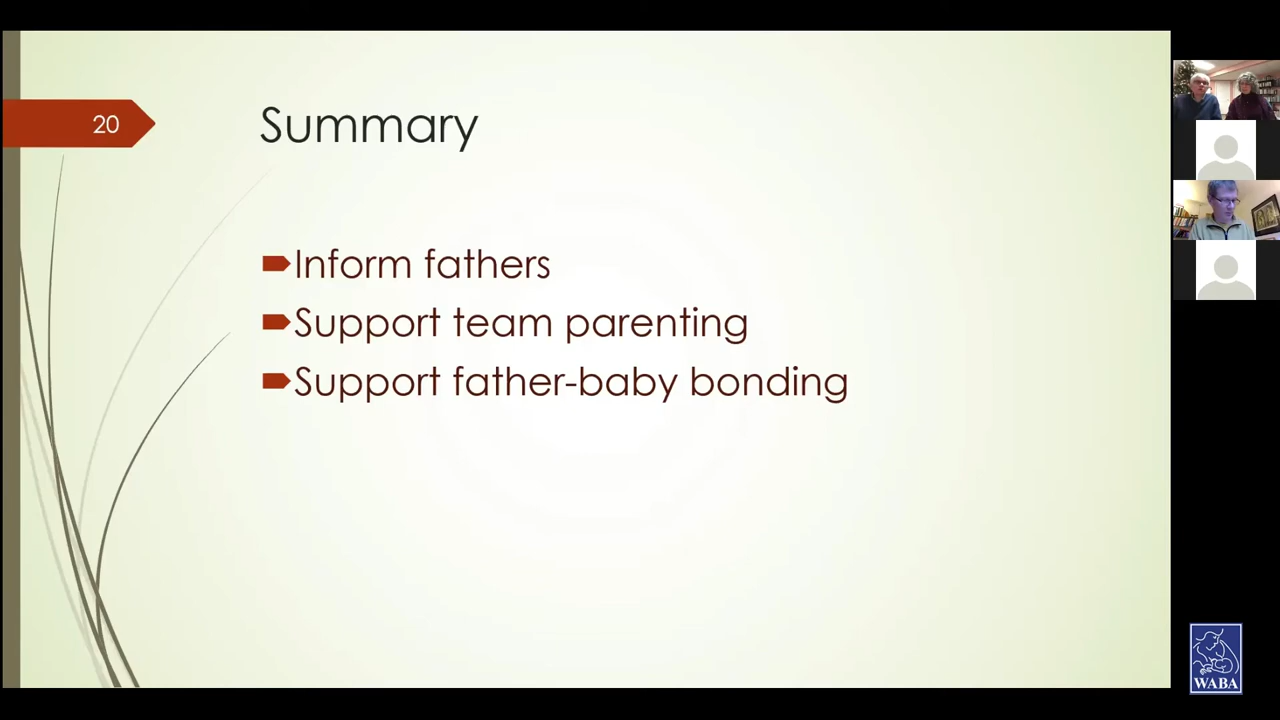 20
Summary
Inform fathers
Support team parenting
Support father-baby bonding
WABA